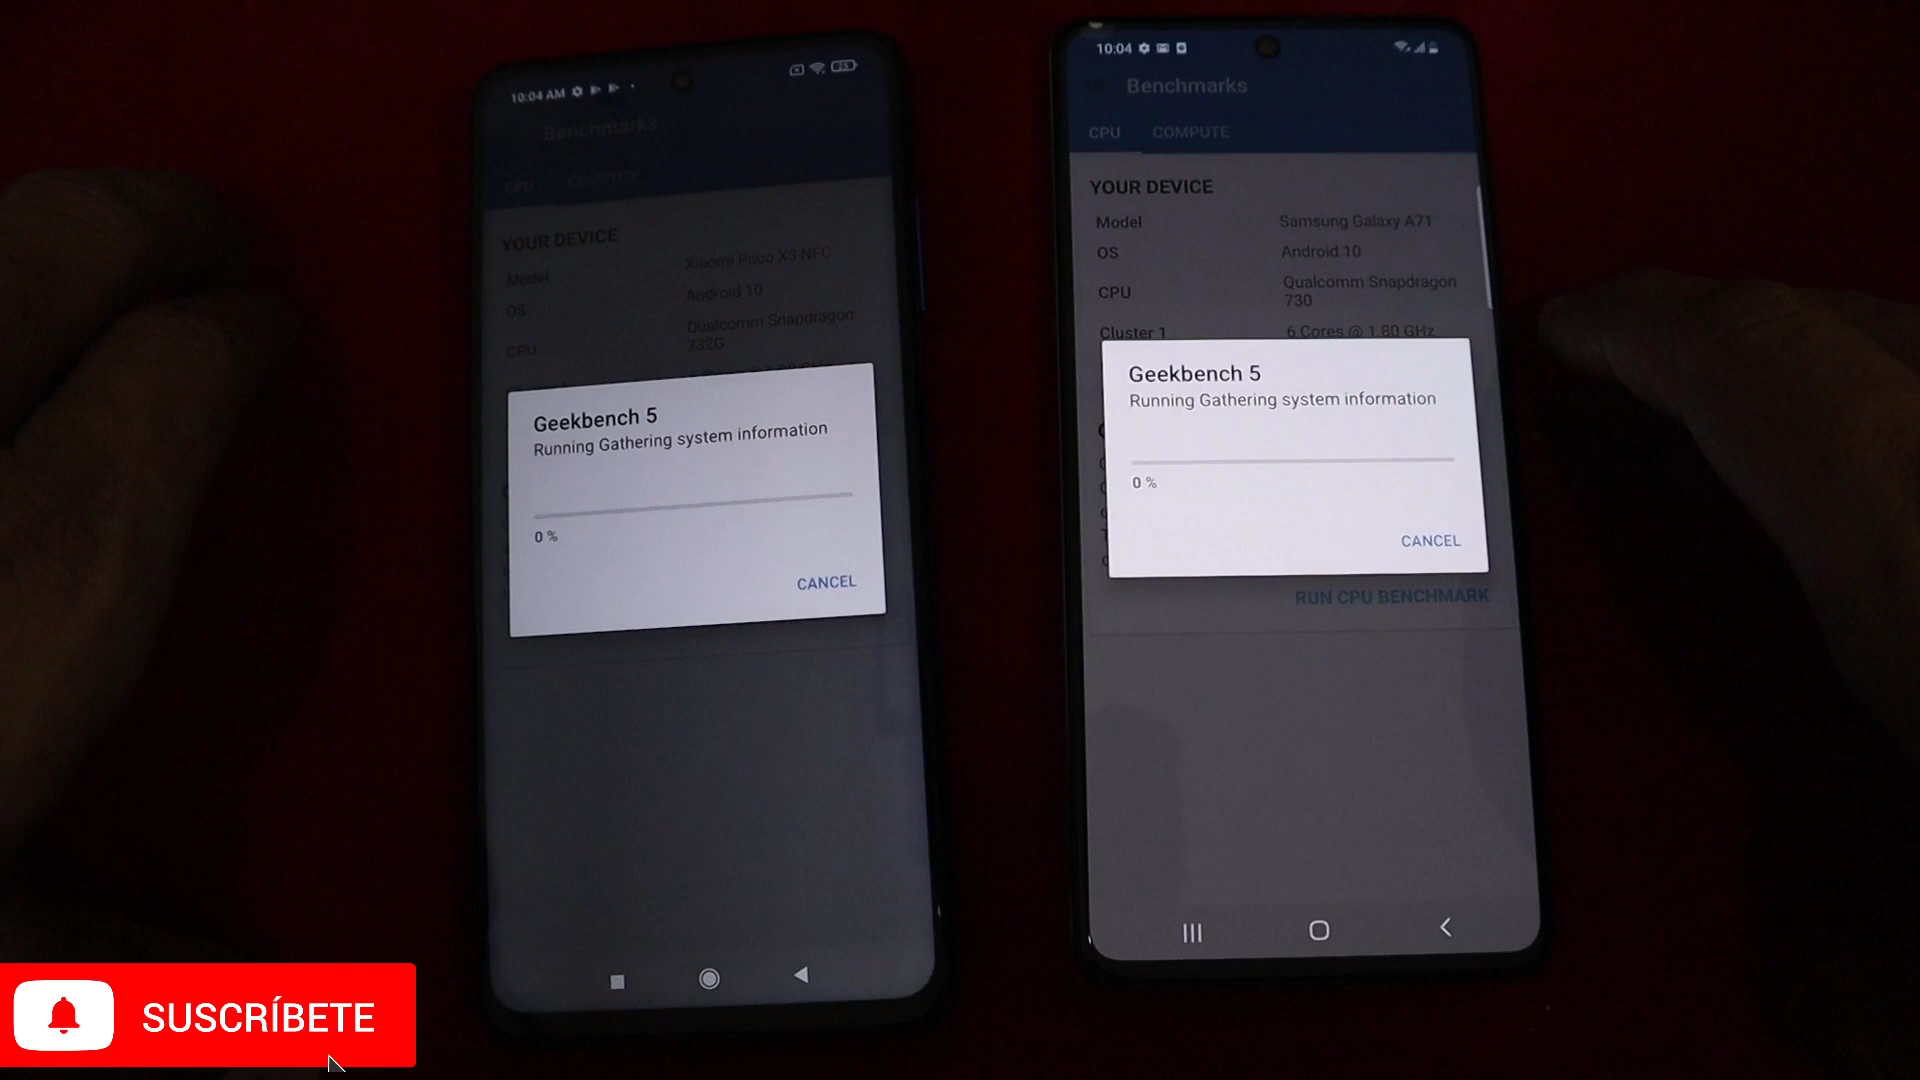 10:04 AM
25
Benchmarks
CPU COMPUTE
YOUR DEVICE
Model Xiaomi Poco X3 NFC
OS Android 10
CPU Qualcomm Snapdragon
732G
Geekbench 5
Running Gathering system information
0 %
CANCEL
10:04
Benchmarks
CPU COMPUTE
YOUR DEVICE
Model Samsung Galaxy A71
OS Android 10
CPU Qualcomm Snapdragon
730
Cluster 1 6 Cores @ 1.80 GHz
Geekbench 5
Running Gathering system information
0 %
CANCEL
RUN CPU BENCHMARK
SUSCRÍBETE